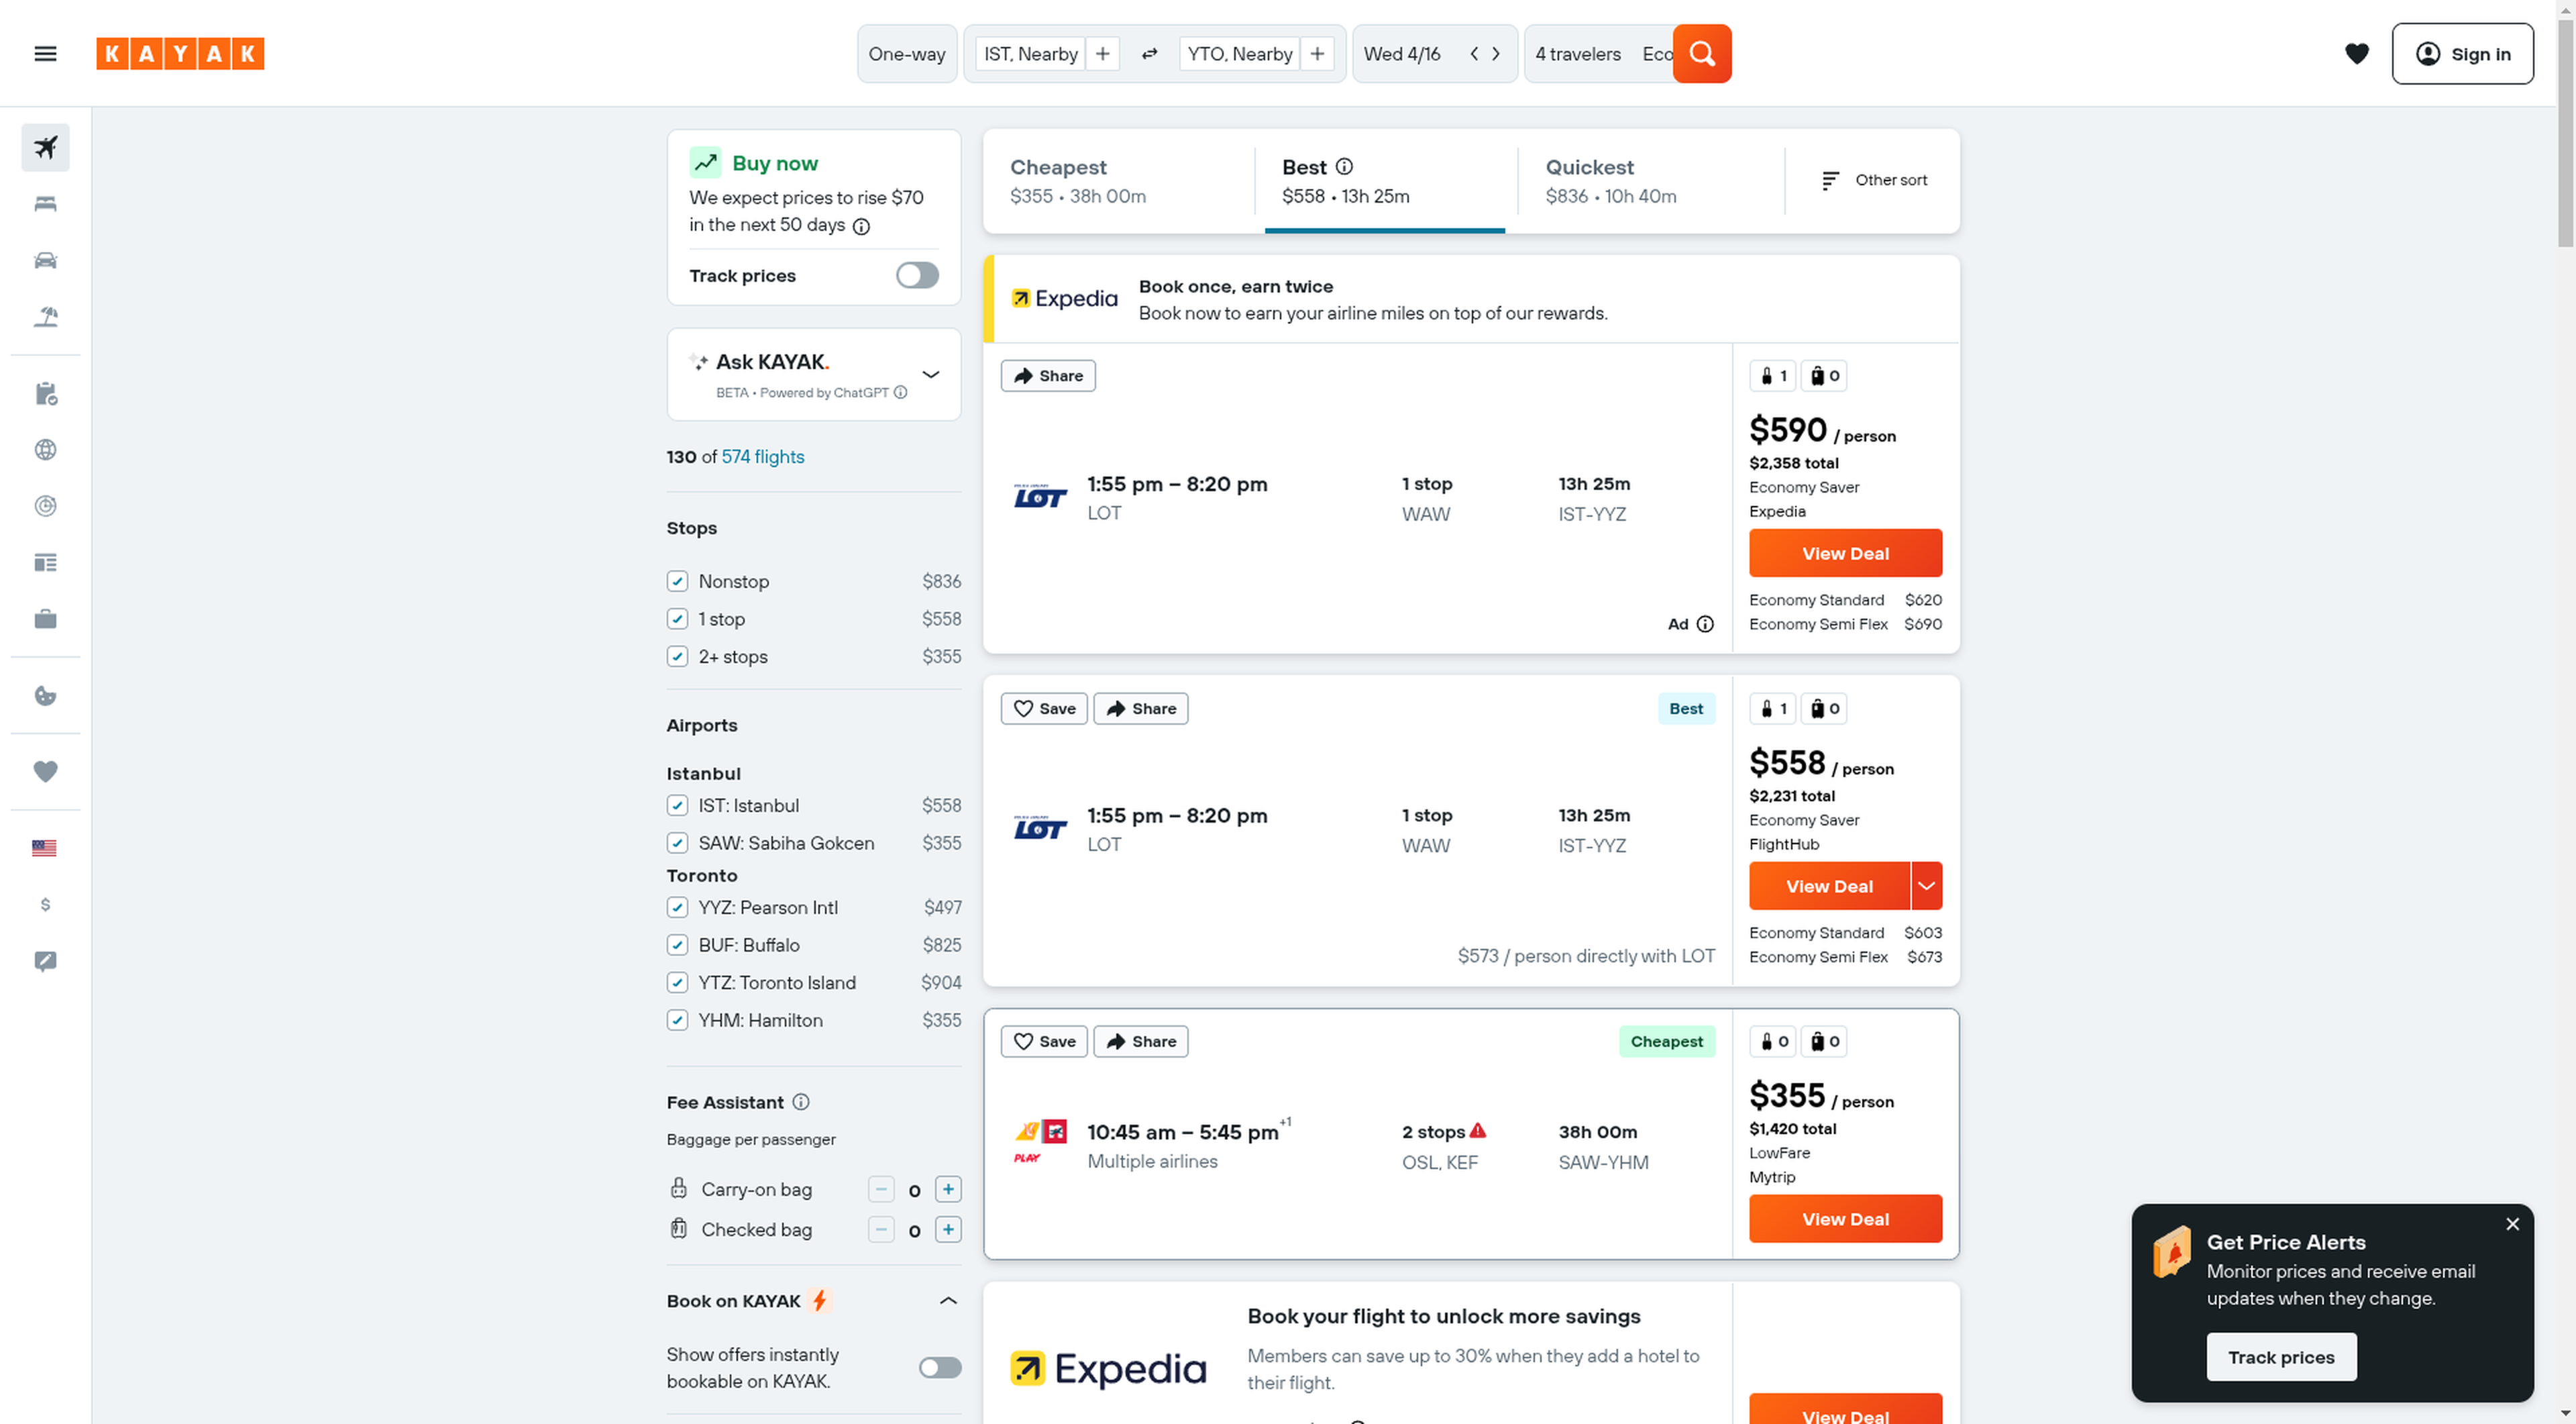 KAYAK
One-way
IST, Nearby
YTO, Nearby
Wed 4/16
4 travelers Eco
Sign in
Buy now
We expect prices to rise $70
in the next 50 days
Track prices
Ask KAYAK.
BETA • Powered by ChatGPT
130 of 574 flights
Stops
Nonstop $836
1 stop $558
2+ stops $355
Airports
Istanbul
IST: Istanbul $558
SAW: Sabiha Gokcen $355
Toronto
YYZ: Pearson Intl $497
BUF: Buffalo $825
YTZ: Toronto Island $904
YHM: Hamilton $355
Fee Assistant
Baggage per passenger
Carry-on bag 0
Checked bag 0
Book on KAYAK
Show offers instantly
bookable on KAYAK.
Cheapest
$355 • 38h 00m
Best
$558 • 13h 25m
Quickest
$836 • 10h 40m
Other sort
Expedia
Book once, earn twice
Book now to earn your airline miles on top of our rewards.
Share
LOT
1:55 pm – 8:20 pm
LOT
1 stop
WAW
13h 25m
IST-YYZ
Ad
1 0
$590 / person
$2,358 total
Economy Saver
Expedia
View Deal
Economy Standard $620
Economy Semi Flex $690
Save
Share
Best
LOT
1:55 pm – 8:20 pm
LOT
1 stop
WAW
13h 25m
IST-YYZ
$573 / person directly with LOT
1 0
$558 / person
$2,231 total
Economy Saver
FlightHub
View Deal
Economy Standard $603
Economy Semi Flex $673
Save
Share
Cheapest
PLAY
10:45 am – 5:45 pm +1
Multiple airlines
2 stops
OSL, KEF
38h 00m
SAW-YHM
0 0
$355 / person
$1,420 total
LowFare
Mytrip
View Deal
Expedia
Book your flight to unlock more savings
Members can save up to 30% when they add a hotel to
their flight.
View Deal
Get Price Alerts
Monitor prices and receive email
updates when they change.
Track prices